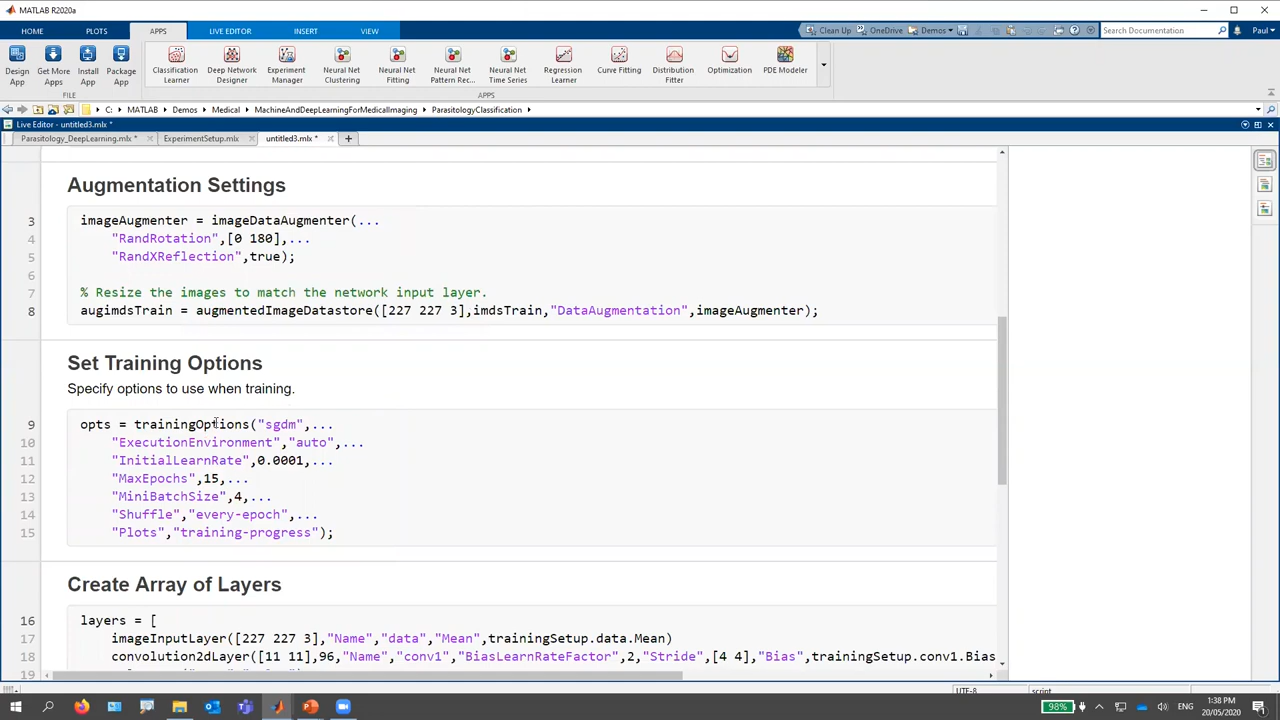 MATLAB R2020a
HOME PLOTS APPS LIVE EDITOR INSERT VIEW
Clean Up OneDrive Demos Search Documentation Paul
Design App
Get More Apps
Install App
Package App
Classification Learner
Deep Network Designer
Experiment Manager
Neural Net Clustering
Neural Net Fitting
Neural Net Pattern Rec...
Neural Net Time Series
Regression Learner
Curve Fitting
Distribution Fitter
Optimization
PDE Modeler
FILE APPS
C: MATLAB Demos Medical MachineAndDeepLearningForMedicalImaging ParasitologyClassification
Live Editor - untitled3.mlx *
Parasitology_DeepLearning.mlx * ExperimentSetup.mlx untitled3.mlx * +
Augmentation Settings
3 imageAugmenter = imageDataAugmenter(...
4 "RandRotation",[0 180],...
5 "RandXReflection",true);
6
7 % Resize the images to match the network input layer.
8 augimdsTrain = augmentedImageDatastore([227 227 3],imdsTrain,"DataAugmentation",imageAugmenter);
Set Training Options
Specify options to use when training.
9 opts = trainingOptions("sgdm",...
10 "ExecutionEnvironment","auto",...
11 "InitialLearnRate",0.0001,...
12 "MaxEpochs",15,...
13 "MiniBatchSize",4,...
14 "Shuffle","every-epoch",...
15 "Plots","training-progress");
Create Array of Layers
16 layers = [
17 imageInputLayer([227 227 3],"Name","data","Mean",trainingSetup.data.Mean)
18 convolution2dLayer([11 11],96,"Name","conv1","BiasLearnRateFactor",2,"Stride",[4 4],"Bias",trainingSetup.conv1.Bias
19
UTF-8 script
98% ENG 1:38 PM
20/05/2020